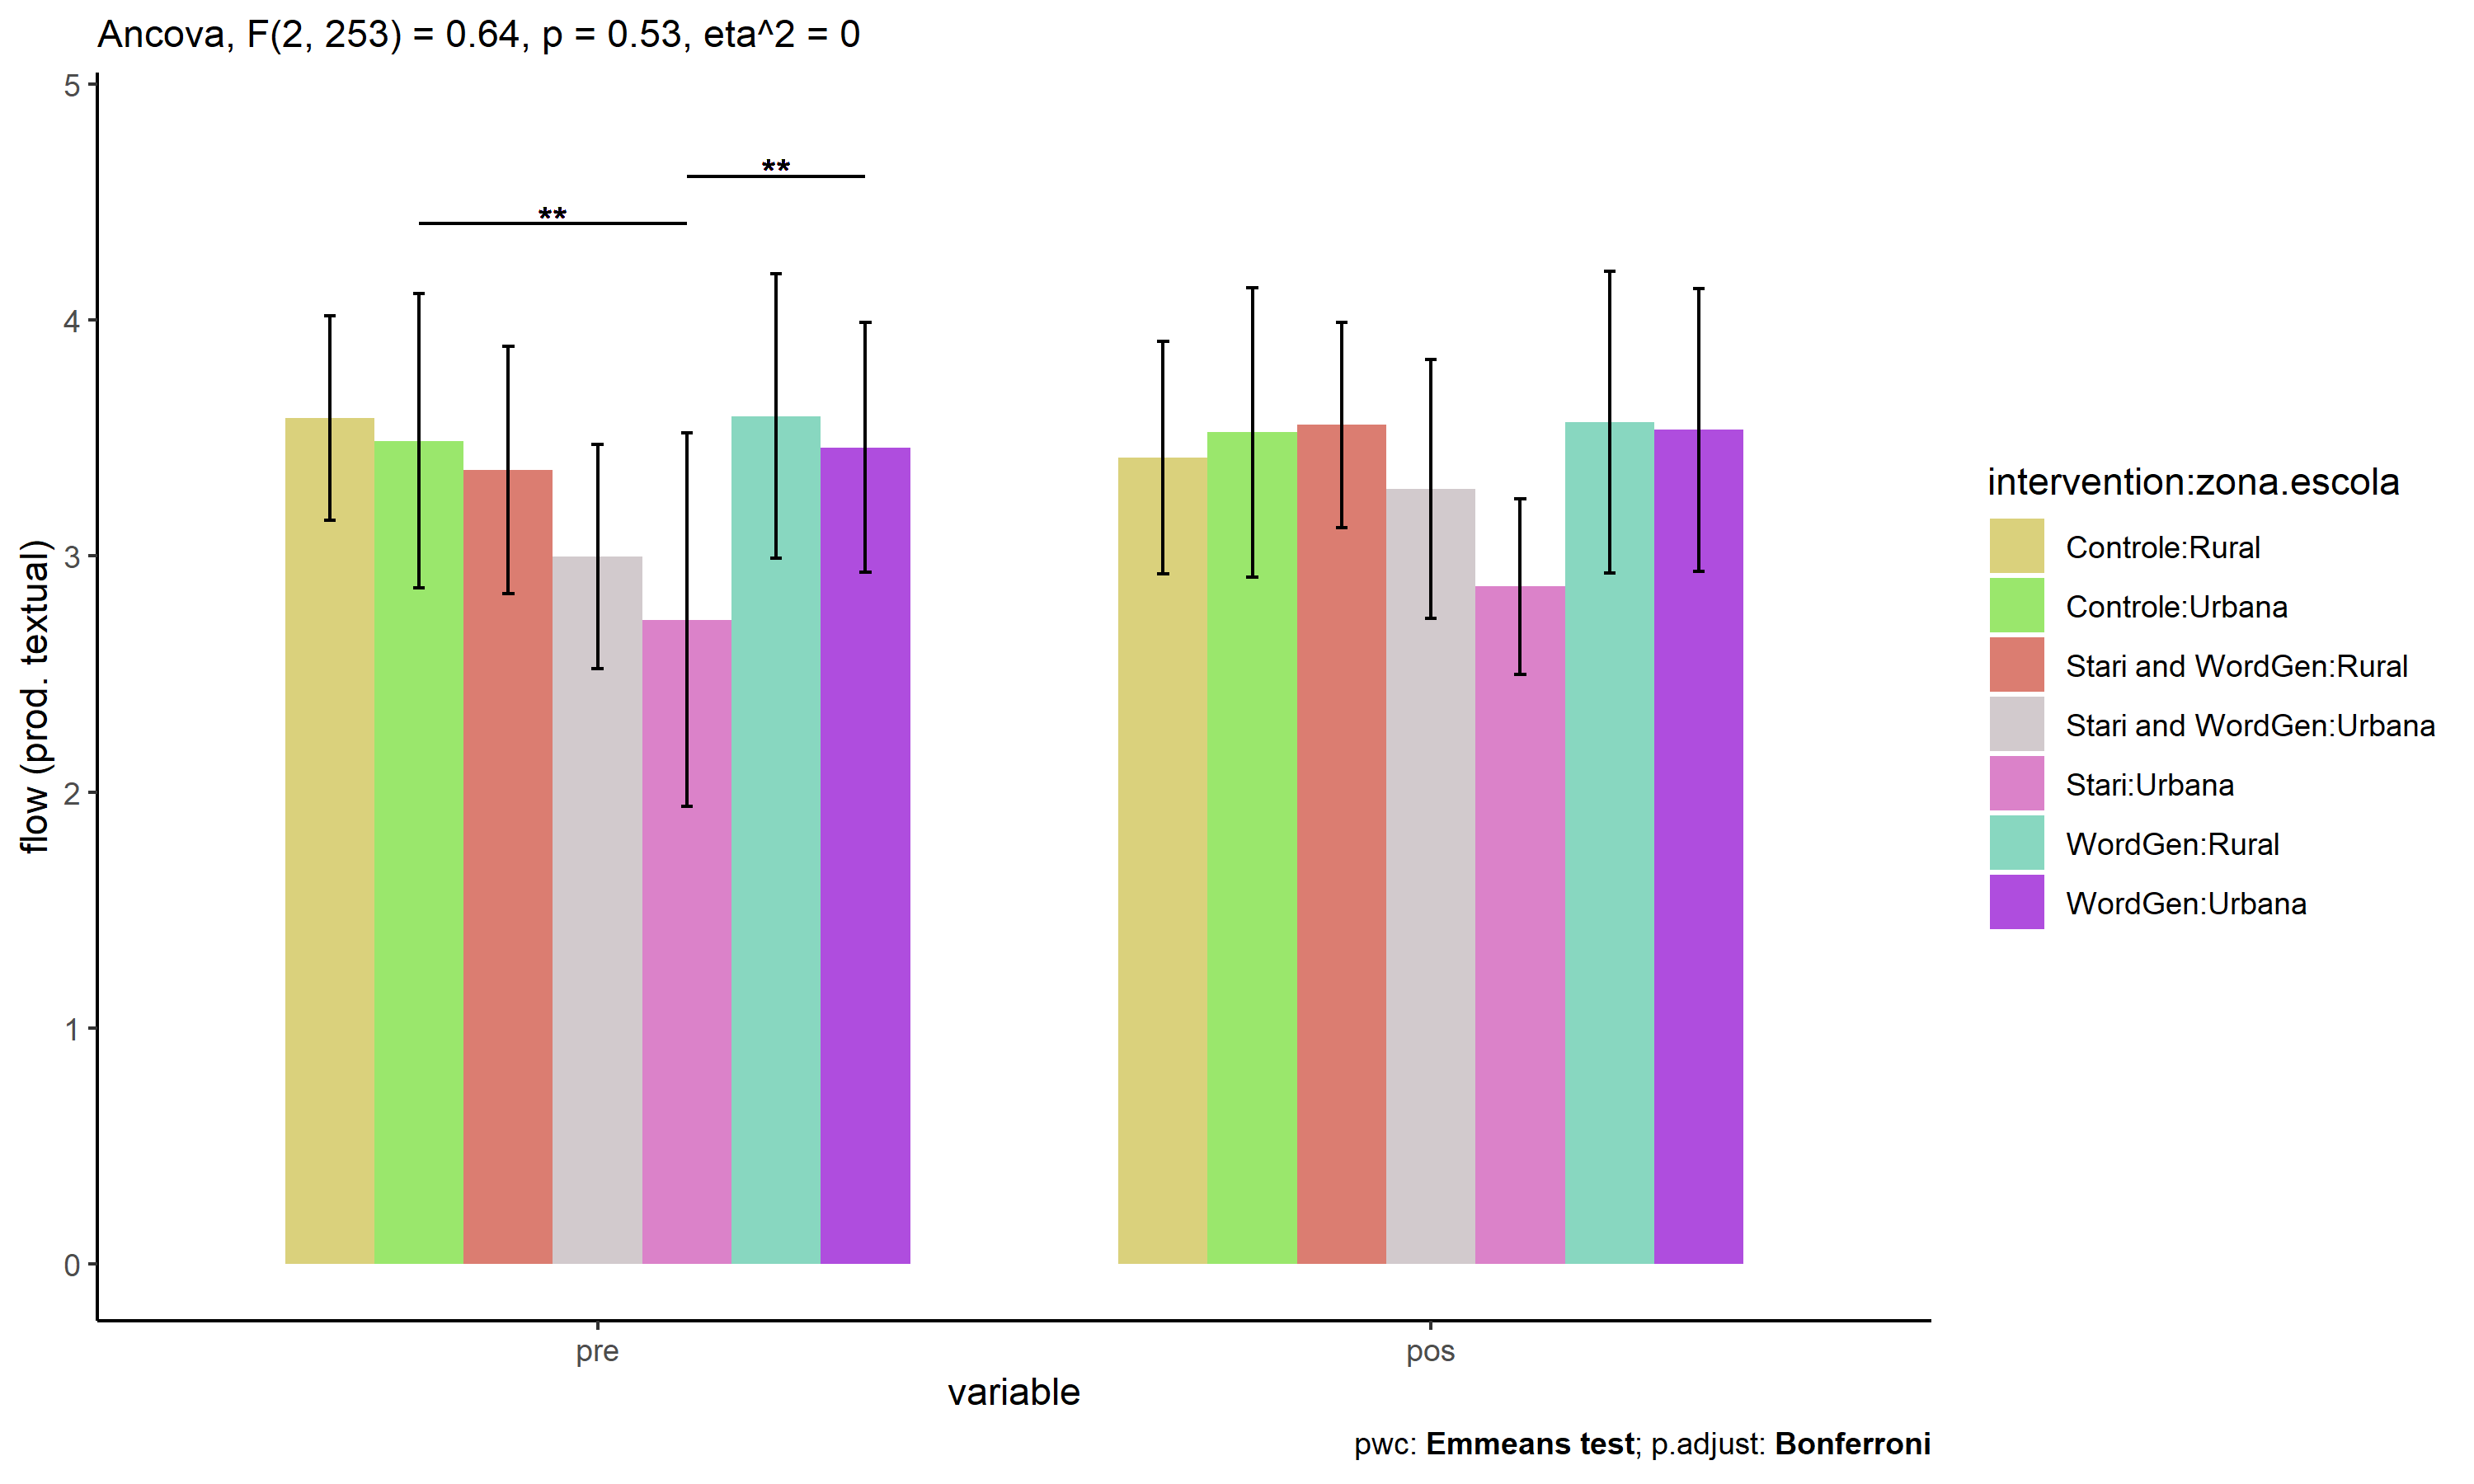 Ancova, F(2, 253) = 0.64, p = 0.53, eta^2 = 0
5
4
3
2
1
0
flow (prod. textual)
**
**
pre
pos
variable
pwc: Emmeans test; p.adjust: Bonferroni
intervention:zona.escola
Controle:Rural
Controle:Urbana
Stari and WordGen:Rural
Stari and WordGen:Urbana
Stari:Urbana
WordGen:Rural
WordGen:Urbana